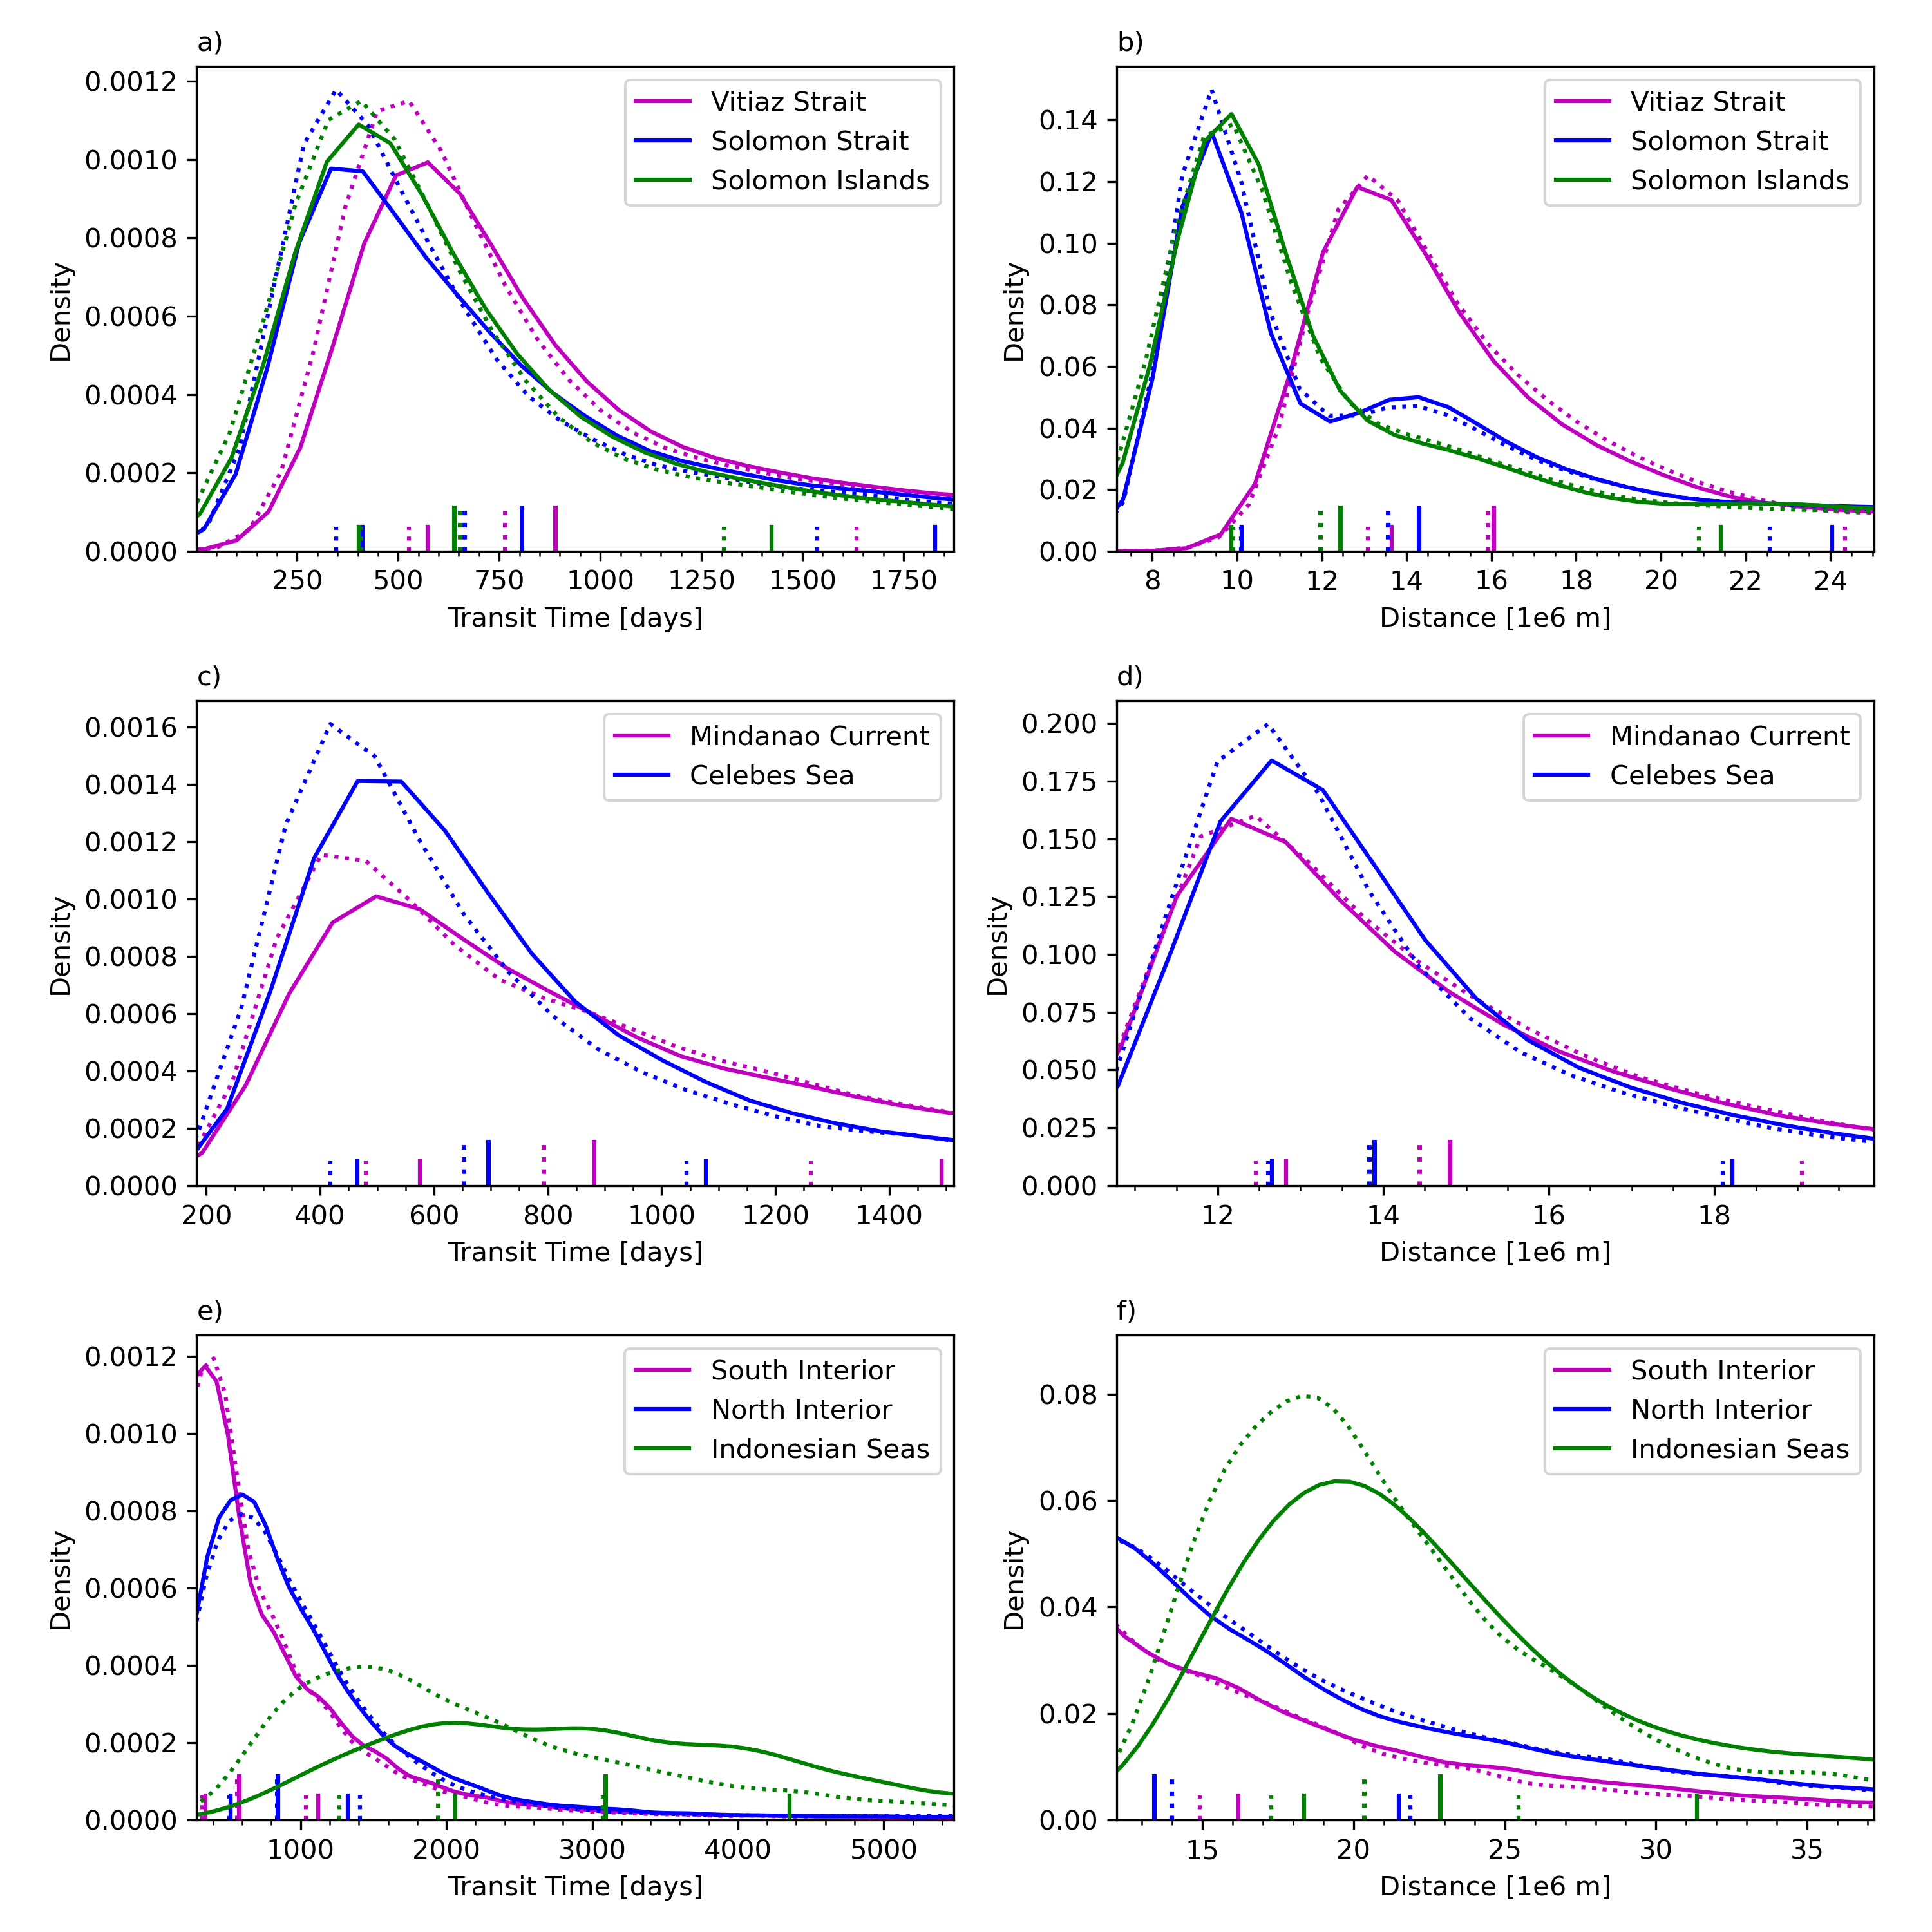 a)
0.0012
0.0010
0.0008
0.0006
0.0004
0.0002
0.0000
Density
250 500 750 1000 1250 1500 1750
Transit Time [days]
Vitiaz Strait
Solomon Strait
Solomon Islands
b)
0.14
0.12
0.10
0.08
0.06
0.04
0.02
0.00
Density
8 10 12 14 16 18 20 22 24
Distance [1e6 m]
Vitiaz Strait
Solomon Strait
Solomon Islands
c)
0.0016
0.0014
0.0012
0.0010
0.0008
0.0006
0.0004
0.0002
0.0000
Density
200 400 600 800 1000 1200 1400
Transit Time [days]
Mindanao Current
Celebes Sea
d)
0.200
0.175
0.150
0.125
0.100
0.075
0.050
0.025
0.000
Density
12 14 16 18
Distance [1e6 m]
Mindanao Current
Celebes Sea
e)
0.0012
0.0010
0.0008
0.0006
0.0004
0.0002
0.0000
Density
1000 2000 3000 4000 5000
Transit Time [days]
South Interior
North Interior
Indonesian Seas
f)
0.08
0.06
0.04
0.02
0.00
Density
15 20 25 30 35
Distance [1e6 m]
South Interior
North Interior
Indonesian Seas